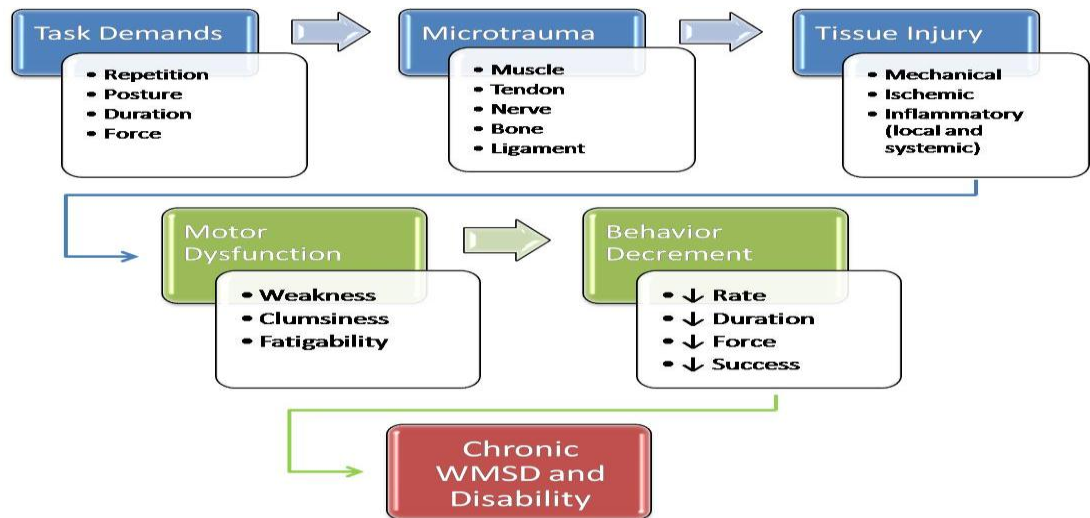 Task Demands
• Repetition
• Posture
• Duration
• Force
Microtrauma
• Muscle
• Tendon
• Nerve
• Bone
• Ligament
Tissue Injury
• Mechanical
• Ischemic
• Inflammatory
(local and
systemic)
Motor
Dysfunction
• Weakness
• Clumsiness
• Fatigability
Behavior
Decrement
• ↓ Rate
• ↓ Duration
• ↓ Force
• ↓ Success
Chronic
WMSD and
Disability